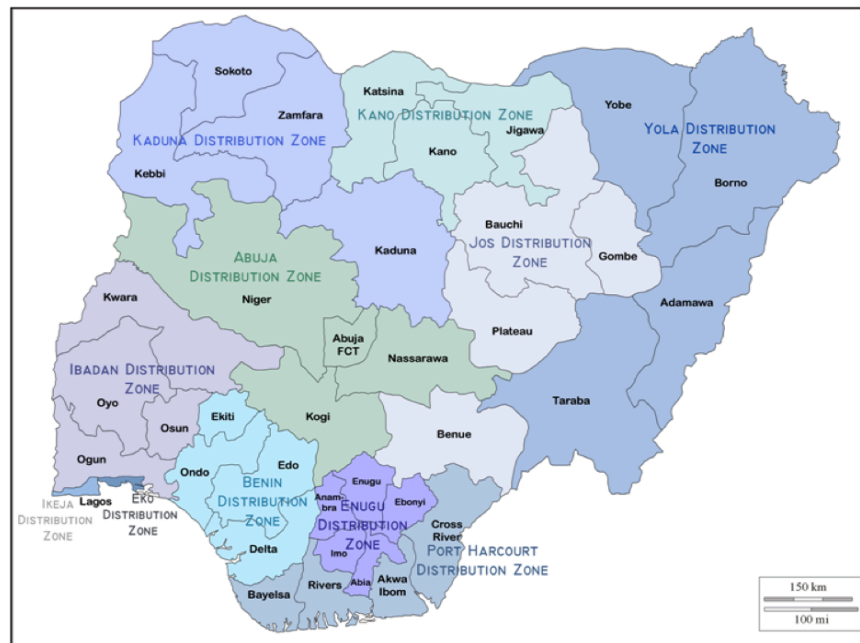 Sokoto
Katsina
Zamfara
KANO DISTRIBUTION ZONE
Yobe
KADUNA DISTRIBUTION ZONE
Jigawa
YOLA DISTRIBUTION
ZONE
Kano
Kebbi
Borno
Bauchi
Kaduna
JOS DISTRIBUTION
ZONE
Gombe
ABUJA
DISTRIBUTION ZONE
Niger
Kwara
Adamawa
Plateau
Abuja
FCT
Nassarawa
IBADAN DISTRIBUTION
ZONE
Oyo
Taraba
Ekiti
Kogi
Osun
Benue
Ogun
Ondo
Edo
BENIN
DISTRIBUTION
ZONE
Enugu
Anam-
bra
Ebonyi
ENUGU
DISTRIBUTION
ZONE
Lagos
IKEJA
DISTRIBUTION
ZONE
EKO
DISTRIBUTION
ZONE
Cross
River
Delta
Imo
PORT HARCOURT
DISTRIBUTION ZONE
Bayelsa
Rivers
Abia
Akwa
Ibom
150 km
100 mi